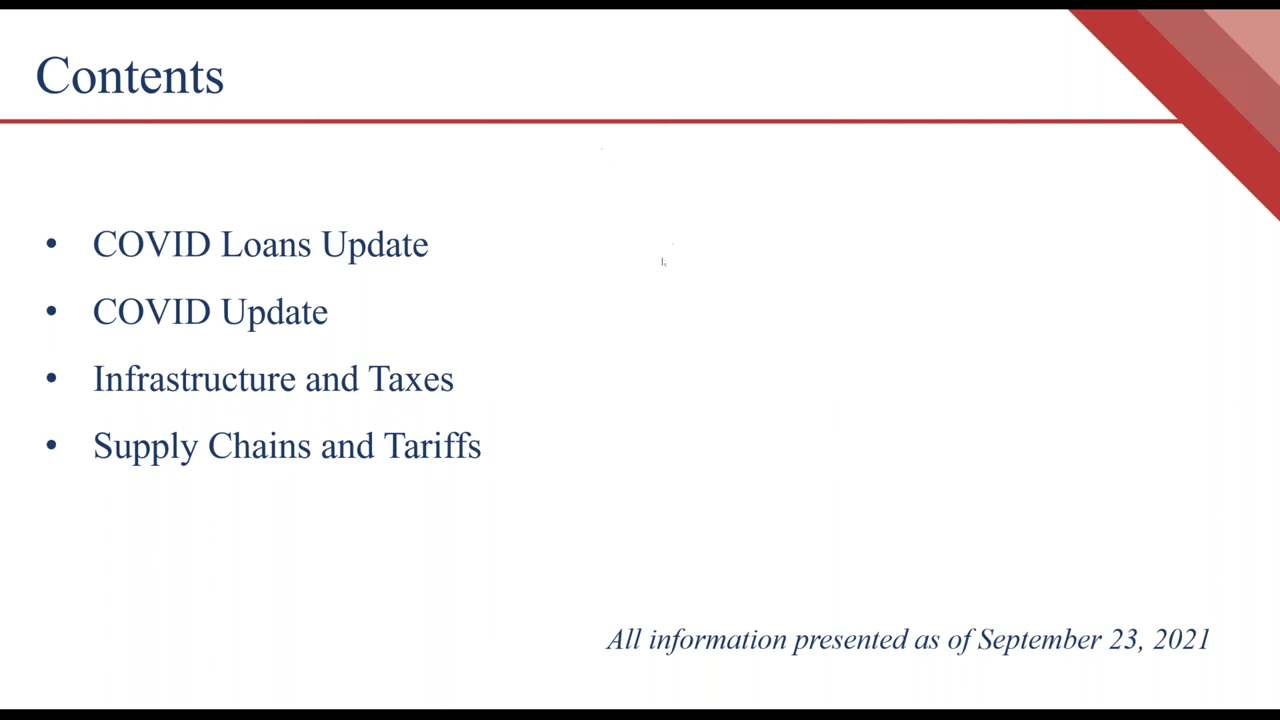 Contents
• COVID Loans Update
• COVID Update
• Infrastructure and Taxes
• Supply Chains and Tariffs
All information presented as of September 23, 2021